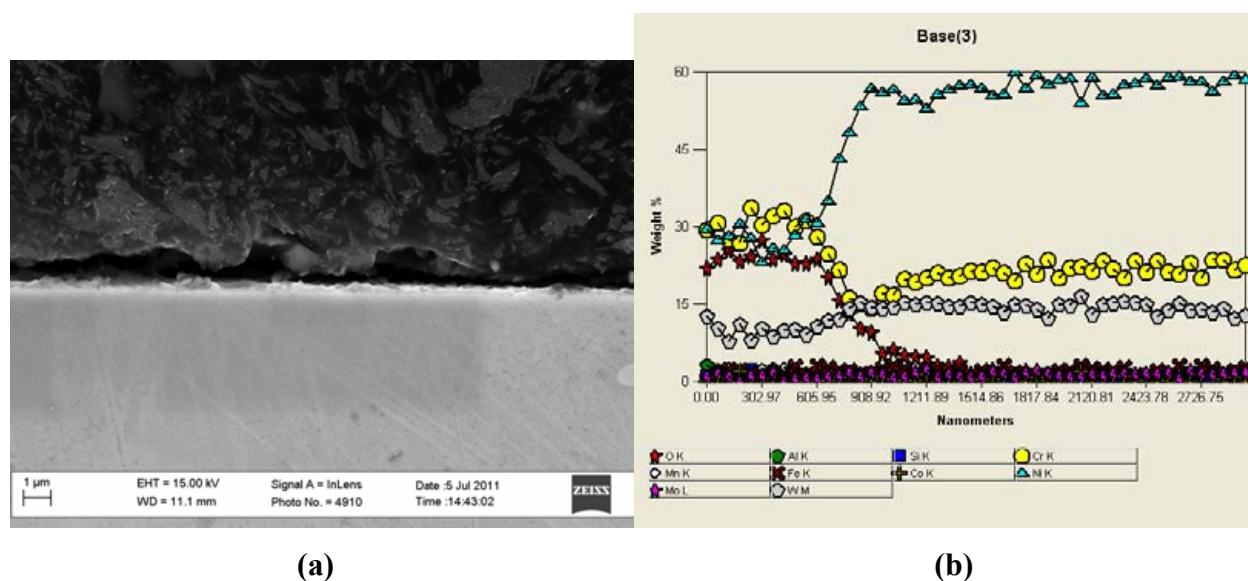 1 µm
EHT = 15.00 kV
WD = 11.1 mm
Signal A = InLens
Photo No. = 4910
Date :5 Jul 2011
Time :14:43:02
ZEISS
(a)
Base(3)
60
45
30
15
0
Weight %
0.00 302.97 605.95 908.92 1211.89 1514.86 1817.84 2120.81 2423.78 2726.75
Nanometers
O K Al K Si K Cr K
Mn K Fe K Co K Ni K
Mo L W M
(b)